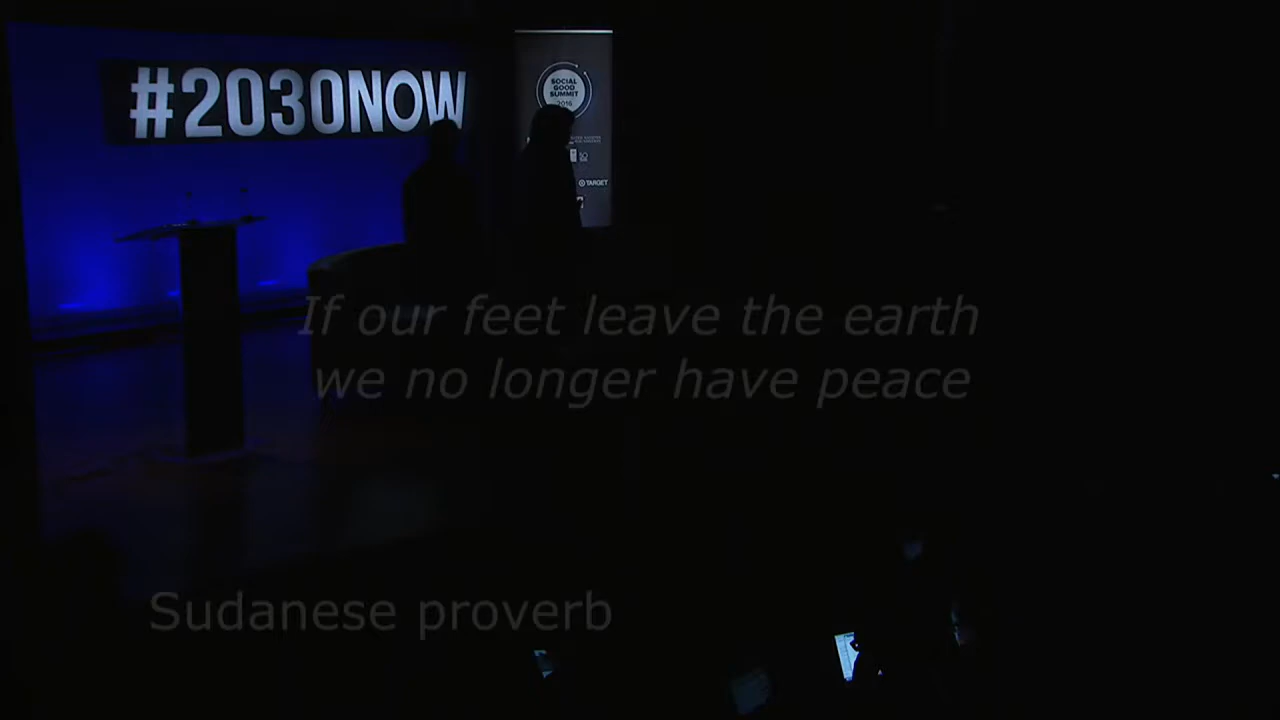 #2030NOW
SOCIAL
GOOD
SUMMIT
2016
TARGET
If our feet leave the earth
we no longer have peace
Sudanese proverb